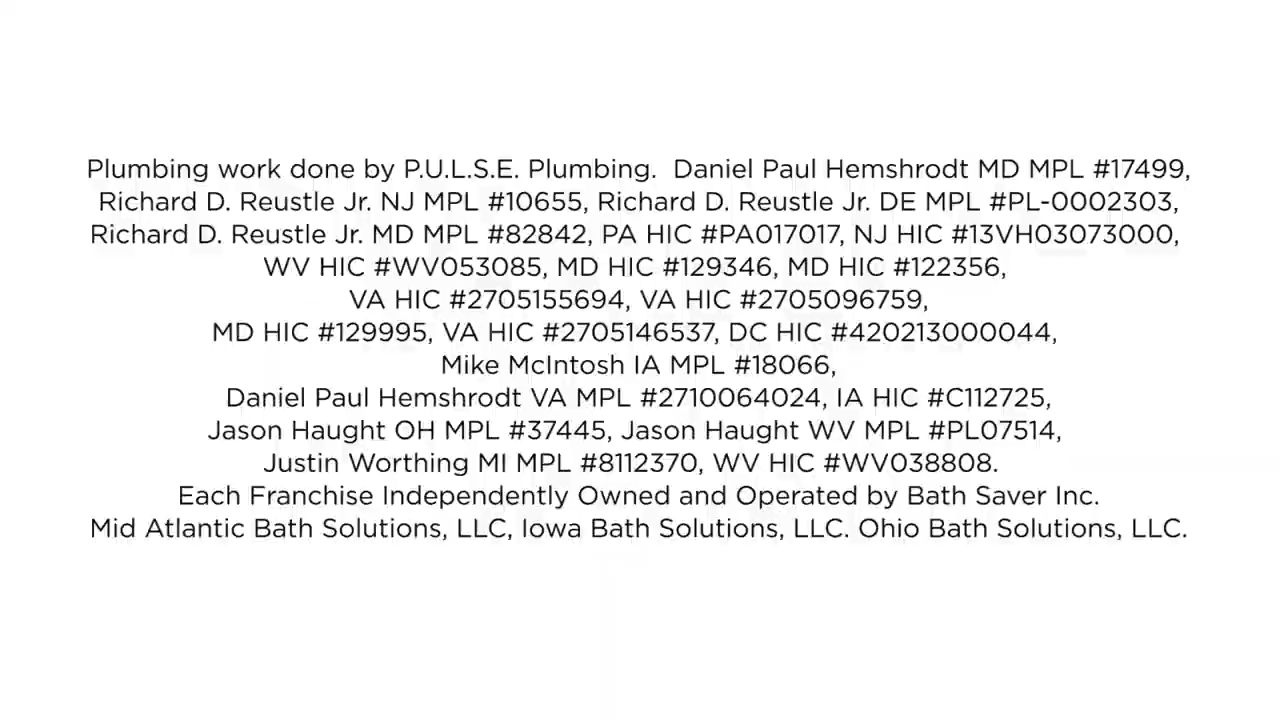 Plumbing work done by P.U.L.S.E. Plumbing.  Daniel Paul Hemshrodt MD MPL #17499,
Richard D. Reustle Jr. NJ MPL #10655, Richard D. Reustle Jr. DE MPL #PL-0002303,
Richard D. Reustle Jr. MD MPL #82842, PA HIC #PA017017, NJ HIC #13VH03073000,
WV HIC #WV053085, MD HIC #129346, MD HIC #122356,
VA HIC #2705155694, VA HIC #2705096759,
MD HIC #129995, VA HIC #2705146537, DC HIC #420213000044,
Mike McIntosh IA MPL #18066,
Daniel Paul Hemshrodt VA MPL #2710064024, IA HIC #C112725,
Jason Haught OH MPL #37445, Jason Haught WV MPL #PL07514,
Justin Worthing MI MPL #8112370, WV HIC #WV038808.
Each Franchise Independently Owned and Operated by Bath Saver Inc.
Mid Atlantic Bath Solutions, LLC, Iowa Bath Solutions, LLC. Ohio Bath Solutions, LLC.